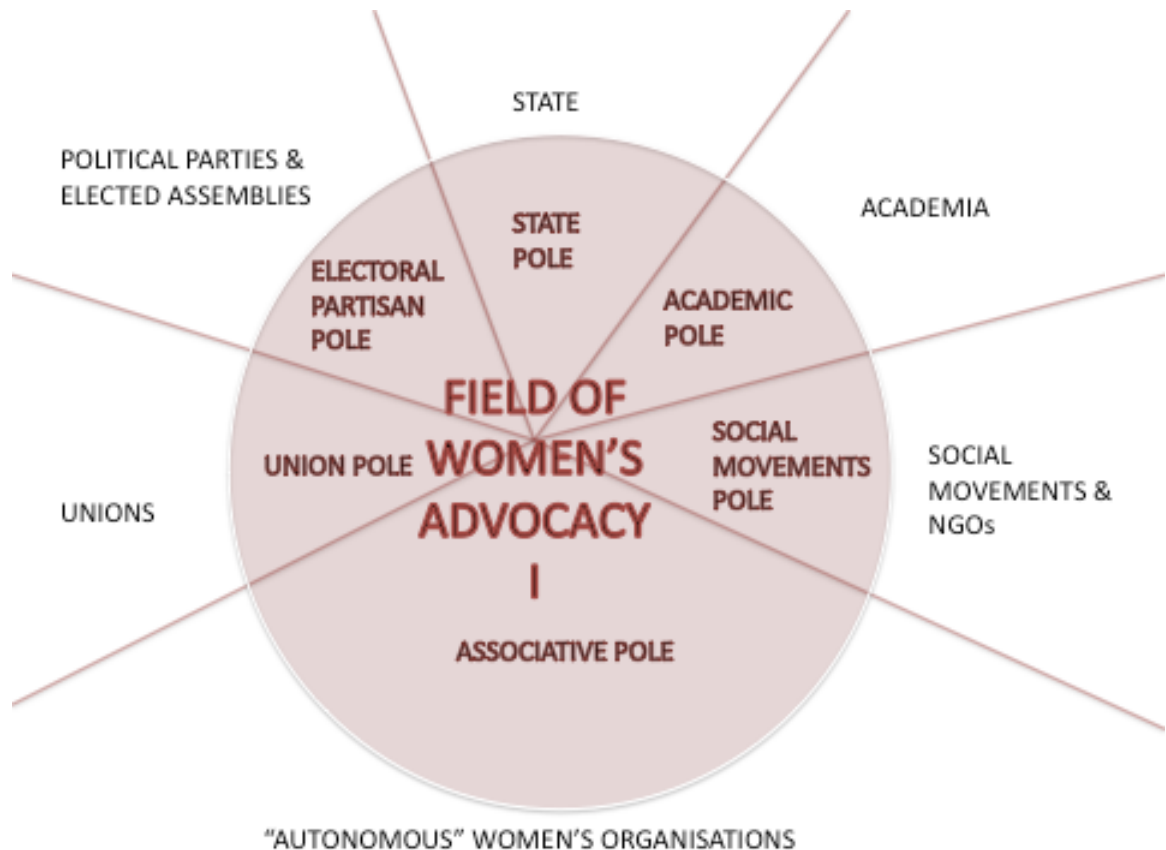 STATE
POLITICAL PARTIES &
ELECTED ASSEMBLIES
ACADEMIA
STATE
POLE
ELECTORAL
PARTISAN
POLE
ACADEMIC
POLE
FIELD OF
WOMEN'S
ADVOCACY
I
UNION POLE
SOCIAL
MOVEMENTS
POLE
UNIONS
SOCIAL
MOVEMENTS &
NGOs
ASSOCIATIVE POLE
“AUTONOMOUS” WOMEN'S ORGANISATIONS